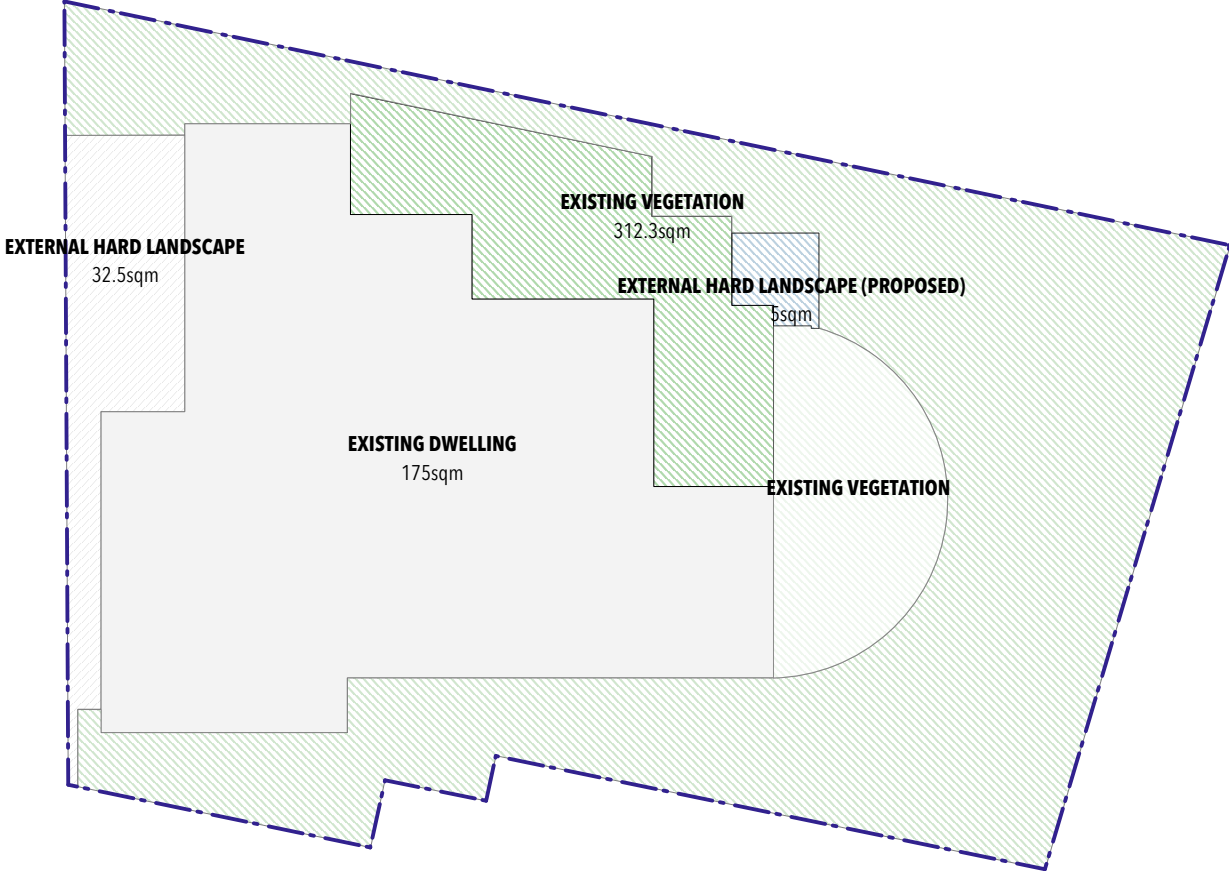 EXISTING VEGETATION
312.3sqm
EXTERNAL HARD LANDSCAPE
32.5sqm
EXTERNAL HARD LANDSCAPE (PROPOSED)
5sqm
EXISTING DWELLING
175sqm
EXISTING VEGETATION